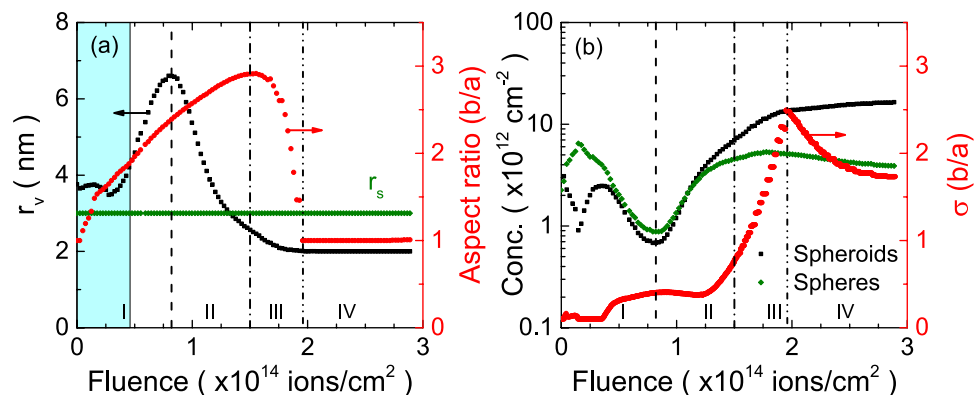 (a)
8
6
4
2
0
r_v ( nm )
3
2
1
0
Aspect ratio (b/a)
r_s
I II III IV
0 1 2 3
Fluence ( x10^14 ions/cm^2 )
(b)
100
10
1
0.1
Conc. ( x10^12 cm^-2 )
3
2
1
0
σ (b/a)
Spheroids
Spheres
I II III IV
0 1 2 3
Fluence ( x10^14 ions/cm^2 )